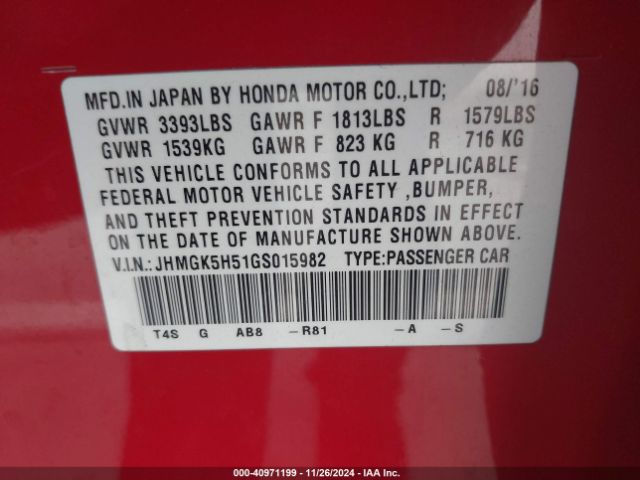 MFD.IN JAPAN BY HONDA MOTOR CO.,LTD; 08/'16
GVWR 3393LBS GAWR F 1813LBS R 1579LBS
GVWR 1539KG GAWR F 823 KG R 716 KG
THIS VEHICLE CONFORMS TO ALL APPLICABLE
FEDERAL MOTOR VEHICLE SAFETY ,BUMPER,
AND THEFT PREVENTION STANDARDS IN EFFECT
ON THE DATE OF MANUFACTURE SHOWN ABOVE.
V.I.N.:JHMGK5H51GS015982 TYPE:PASSENGER CAR
T4S G AB8 -R81 -A -S
000-40971199 - 11/26/2024 - IAA Inc.